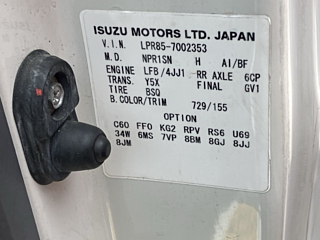 ISUZU MOTORS LTD. JAPAN
V.I.N. LPR85-7002353
M.D. NPR1SN H AI/BF
ENGINE LFB/4JJ1 RR AXLE 6CP
TRANS. Y5X FINAL GV1
TIRE BSQ
B.COLOR/TRIM 729/155
OPTION
C60 FF0 KG2 RPV RS6 U69
34W 6MS 7VP 8BM 8GJ 8JJ
8JM